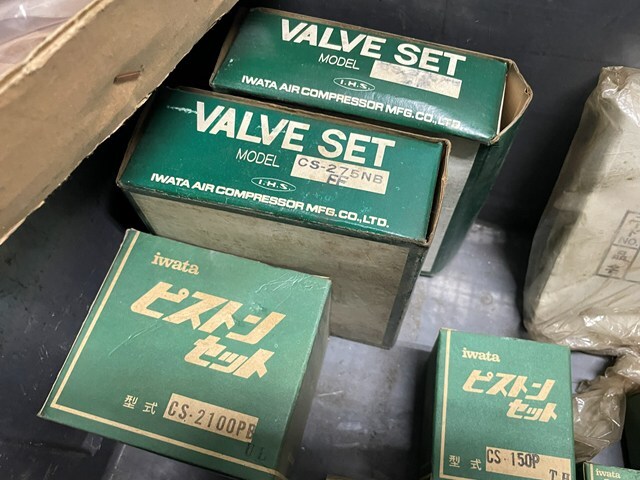 VALVE SET
MODEL
I.H.S.
IWATA AIR COMPRESSOR MFG.CO.,LTD.
VALVE SET
MODEL CS-275NB
EF
I.H.S.
IWATA AIR COMPRESSOR MFG.CO.,LTD.
iwata
ピストン
セット
型式 CS-2100PB
UL
iwata
ピストン
セット
型式 CS-150P
iwata